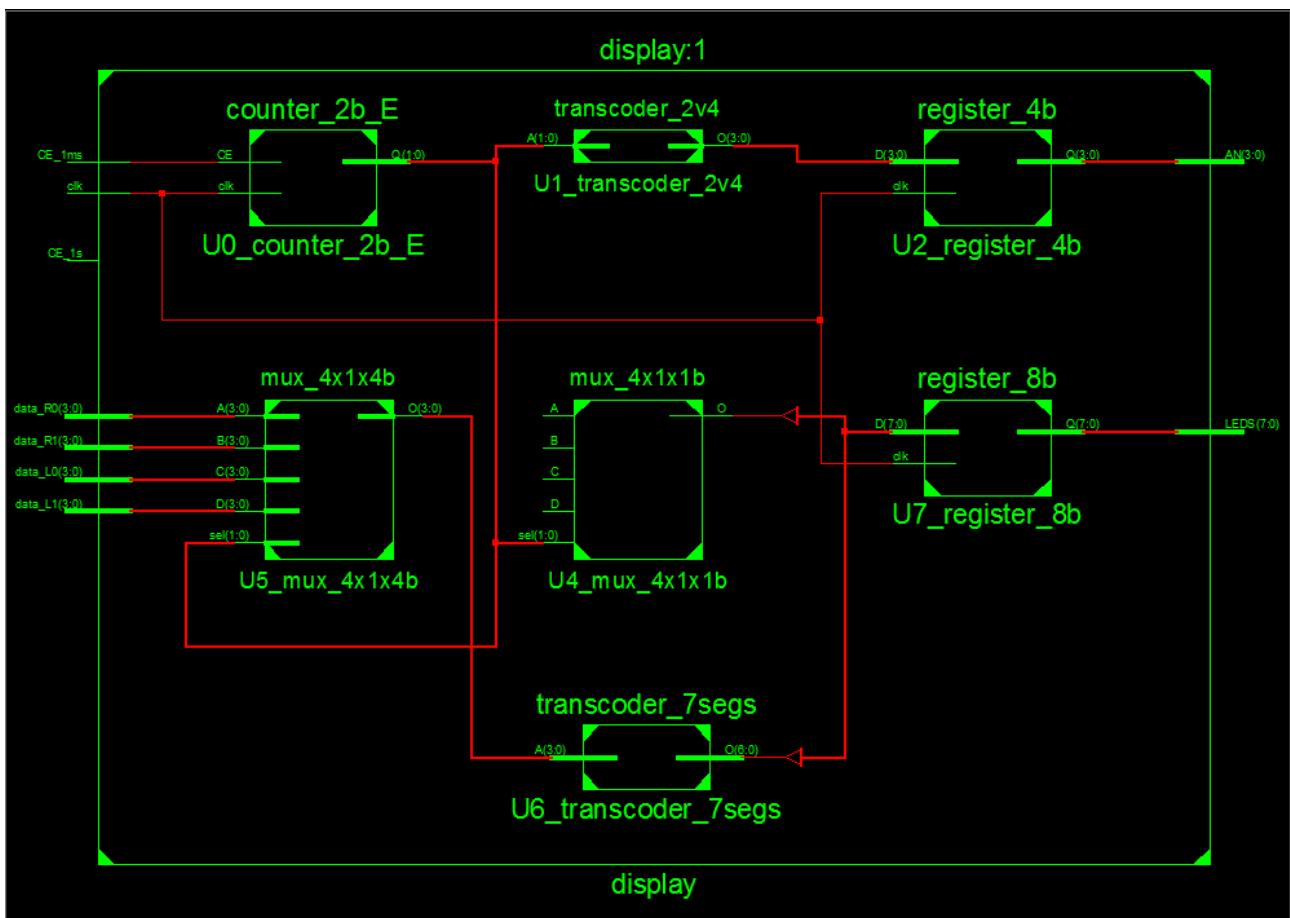 display:1
counter_2b_E
transcoder_2v4
register_4b
CE_1ms
CE
Q(1:0)
A(1:0)
O(3:0)
D(3:0)
Q(3:0)
AN(3:0)
clk
clk
clk
U1_transcoder_2v4
U0_counter_2b_E
U2_register_4b
CE_1s
mux_4x1x4b
mux_4x1x1b
register_8b
data_R0(3:0)
A(3:0)
O(3:0)
A
O
D(7:0)
Q(7:0)
LEDS(7:0)
data_R1(3:0)
B(3:0)
B
clk
data_L0(3:0)
C(3:0)
C
data_L1(3:0)
D(3:0)
D
sel(1:0)
sel(1:0)
U7_register_8b
U5_mux_4x1x4b
U4_mux_4x1x1b
transcoder_7segs
A(3:0)
O(6:0)
U6_transcoder_7segs
display